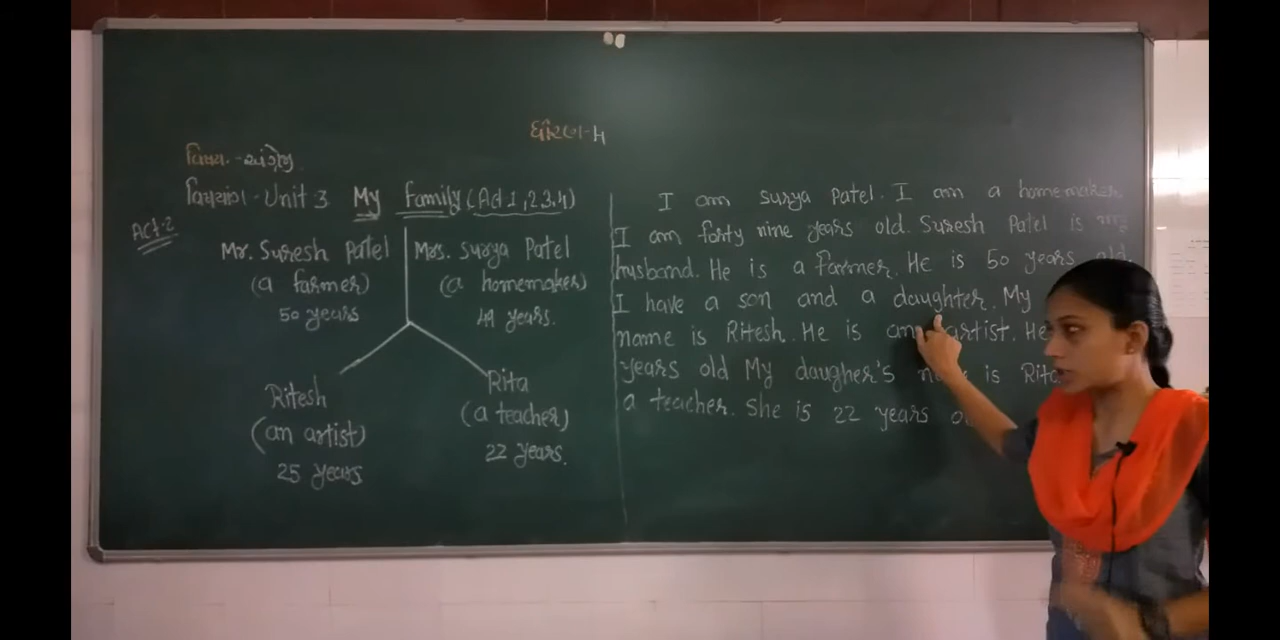 ધોરણ-૫
વિષય-અંગ્રેજી
વિષયાંગ-Unit 3 My Family (Act 1,2,3,4)
Act-2
Mr. Suresh Patel
(a farmer)
50 years
Mrs. Surya Patel
(a homemaker)
49 years.
Ritesh
(an artist)
25 years
Rita
(a teacher)
22 years.
I am Surya Patel. I am a homemaker.
I am forty nine years old. Suresh Patel is my
husband. He is a farmer. He is 50 years old.
I have a son and a daughter. My
name is Ritesh. He is an artist. He
years old My daugher's is Rita
a teacher. She is 22 years